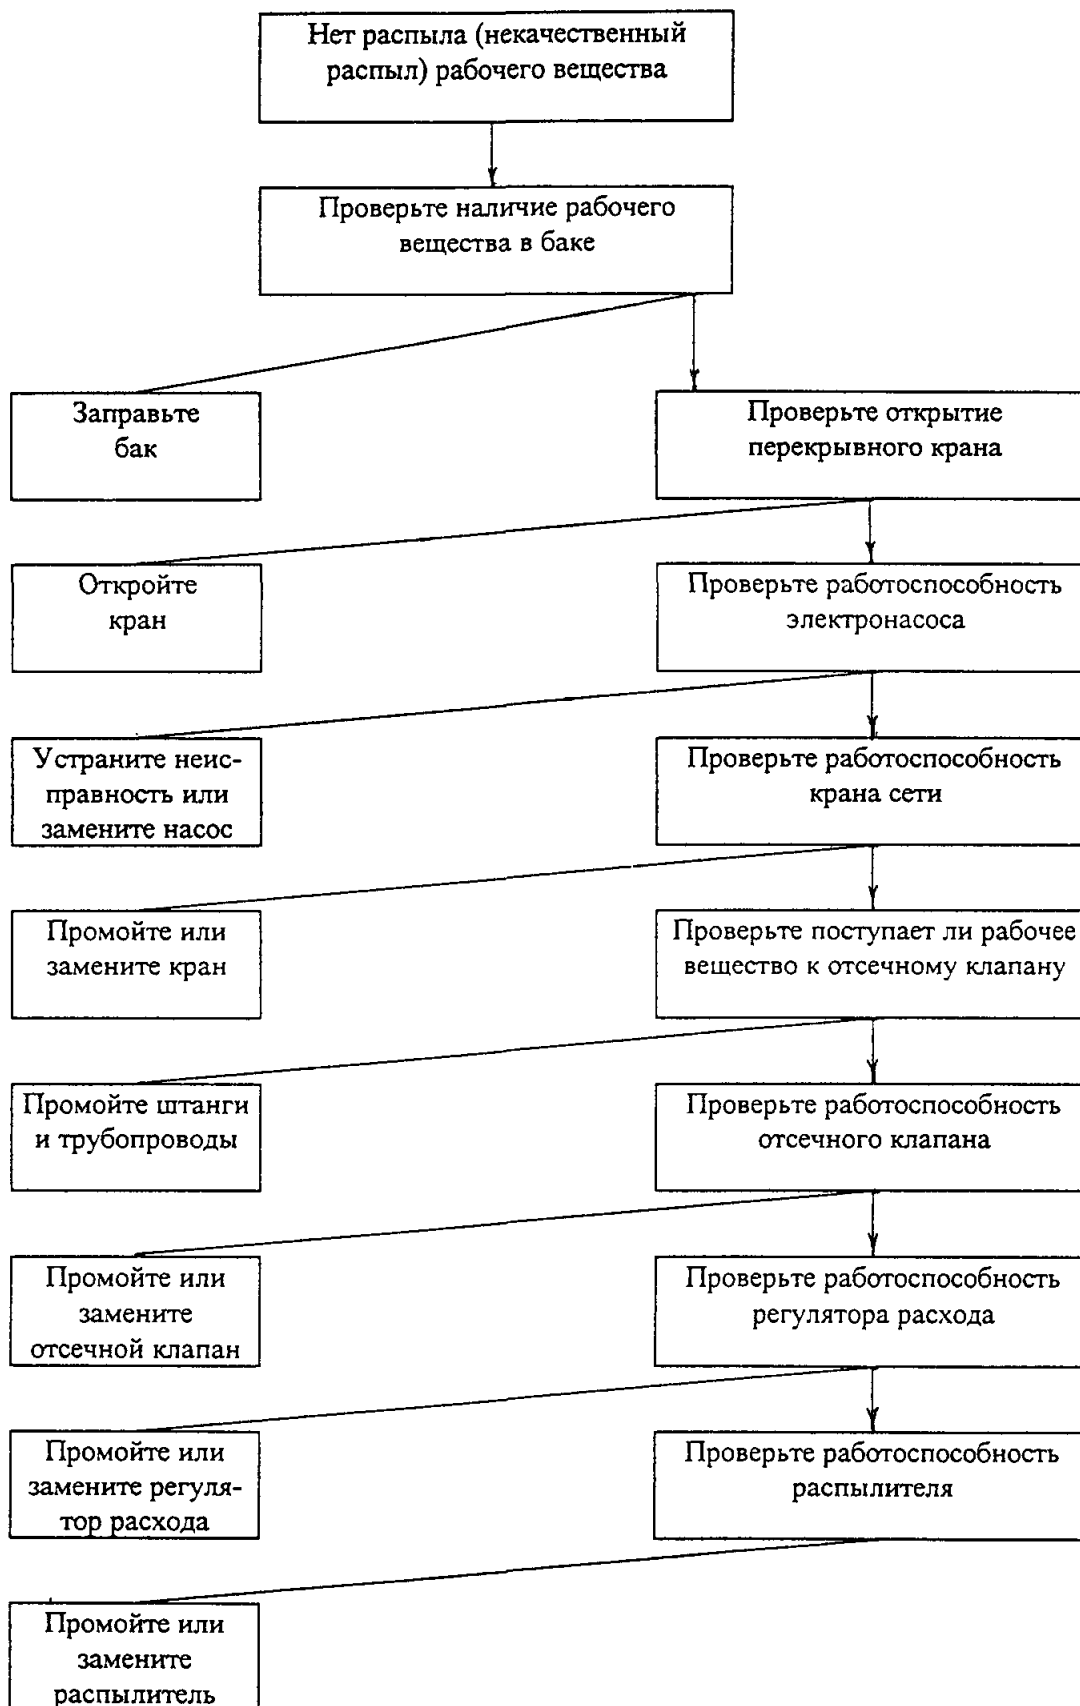 Нет распыла (некачественный
распыл) рабочего вещества
Проверьте наличие рабочего
вещества в баке
Заправьте
бак
Проверьте открытие
перекрывного крана
Откройте
кран
Проверьте работоспособность
электронасоса
Устраните неис-
правность или
замените насос
Проверьте работоспособность
крана сети
Промойте или
замените кран
Проверьте поступает ли рабочее
вещество к отсечному клапану
Промойте штанги
и трубопроводы
Проверьте работоспособность
отсечного клапана
Промойте или
замените
отсечной клапан
Проверьте работоспособность
регулятора расхода
Промойте или
замените регуля-
тор расхода
Проверьте работоспособность
распылителя
Промойте или
замените
распылитель